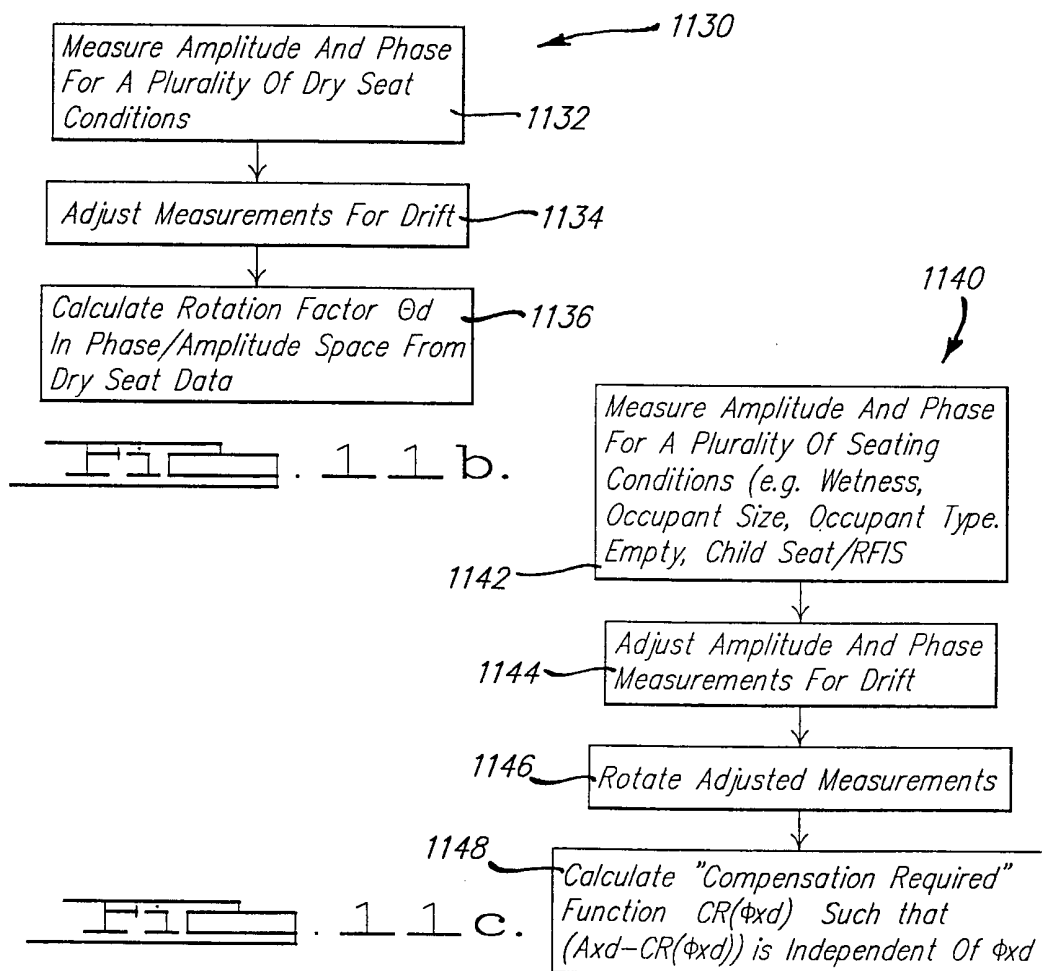 1130
Measure Amplitude And Phase
For A Plurality Of Dry Seat
Conditions
1132
Adjust Measurements For Drift
1134
Calculate Rotation Factor Θd
In Phase/Amplitude Space From
Dry Seat Data
1136
FIG. 11b.
1140
Measure Amplitude And Phase
For A Plurality Of Seating
Conditions (e.g. Wetness,
Occupant Size, Occupant Type.
Empty, Child Seat/RFIS
1142
Adjust Amplitude And Phase
Measurements For Drift
1144
1146
Rotate Adjusted Measurements
1148
Calculate "Compensation Required"
Function CR(Φxd) Such that
(Axd-CR(Φxd)) is Independent Of Φxd
FIG. 11c.